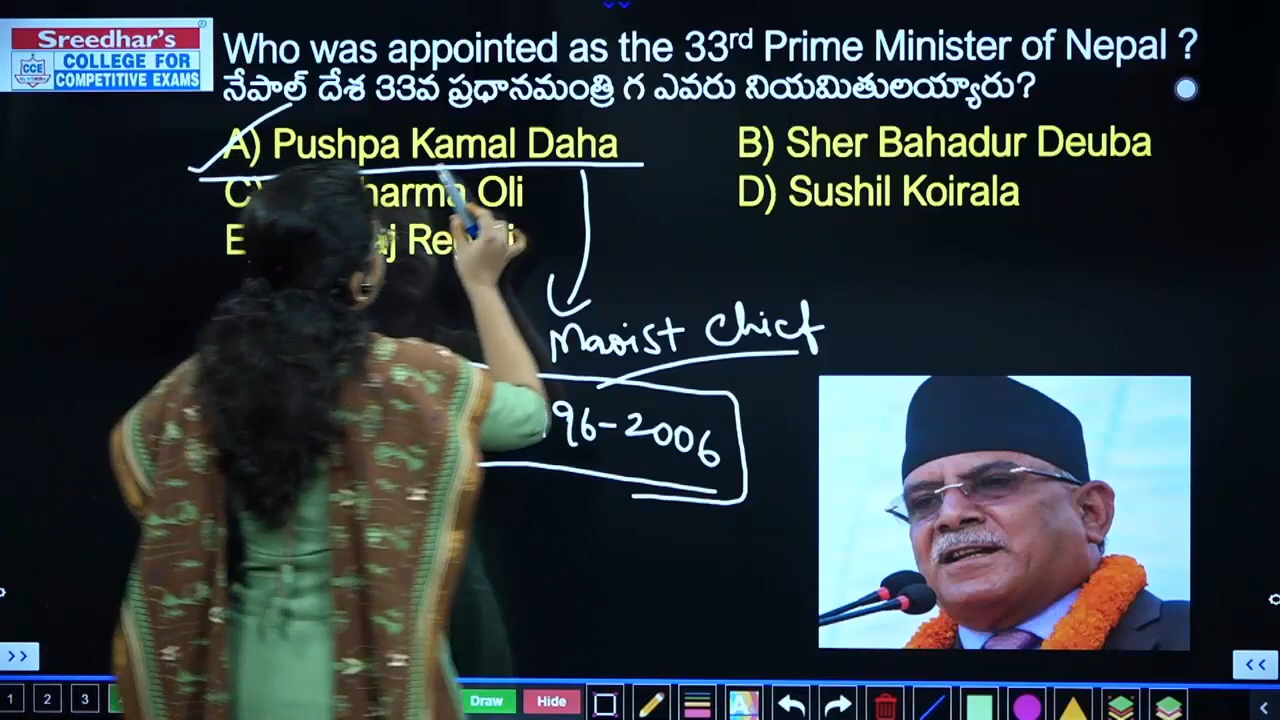 Sreedhar's
CCE
COLLEGE FOR
COMPETITIVE EXAMS
Who was appointed as the 33rd Prime Minister of Nepal ?
నేపాల్ దేశ 33వ ప్రధానమంత్రి గ ఎవరు నియమితులయ్యారు?
A) Pushpa Kamal Daha
B) Sher Bahadur Deuba
Oli
D) Sushil Koirala
Maoist Chief
96-2006
>>
<<
1 2 3
Draw
Hide